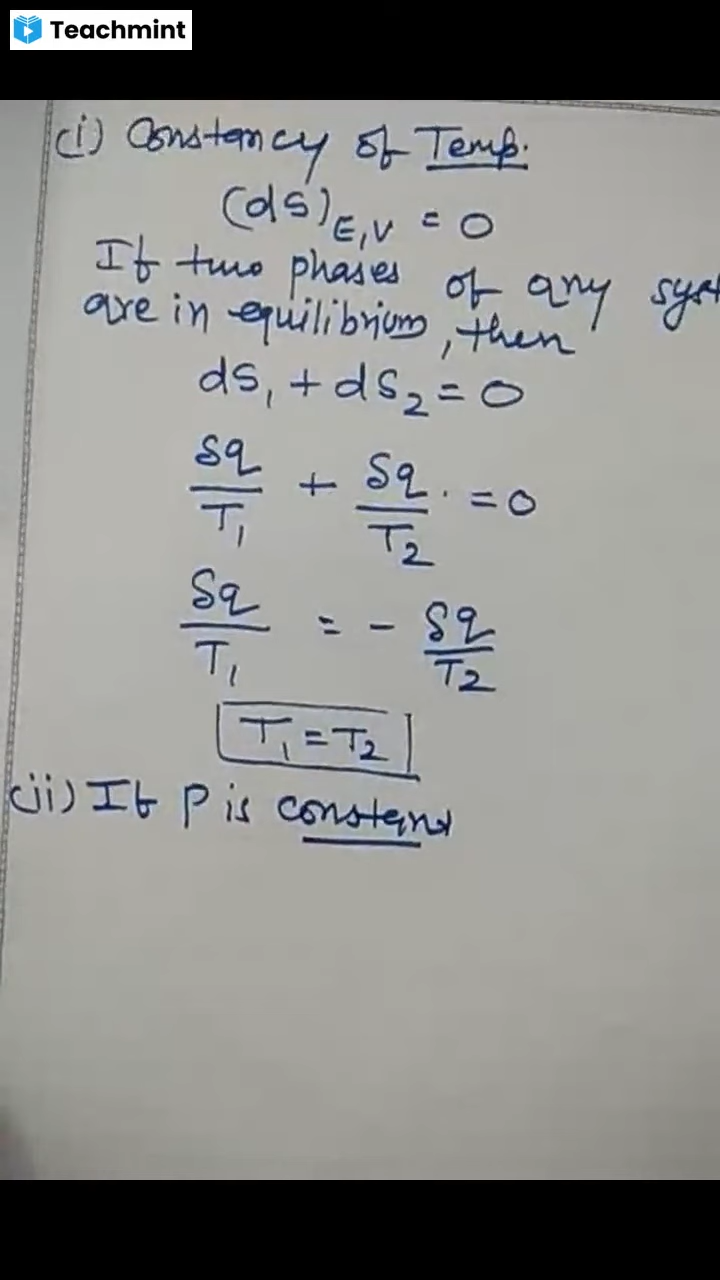 Teachmint
(i) Constancy of Temp.
(dS)E,V = 0
If two phases of any syst
are in equilibrium, then
dS₁ + dS₂ = 0
δq/T₁ + δq/T₂ = 0
δq/T₁ = - δq/T₂
T₁ = T₂
(ii) If P is constant